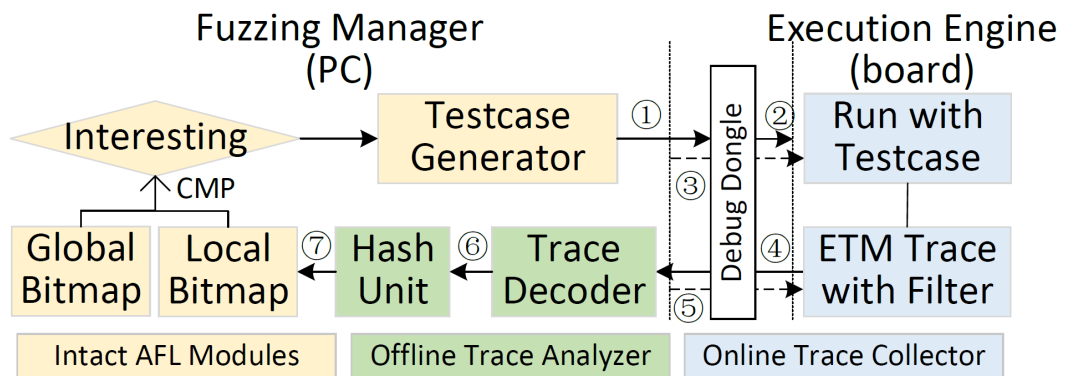 Fuzzing Manager
(PC)
Execution Engine
(board)
Interesting
Testcase
Generator
①
②
③
Debug Dongle
Run with
Testcase
CMP
Global
Bitmap
Local
Bitmap
⑦
Hash
Unit
⑥
Trace
Decoder
④
⑤
ETM Trace
with Filter
Intact AFL Modules
Offline Trace Analyzer
Online Trace Collector